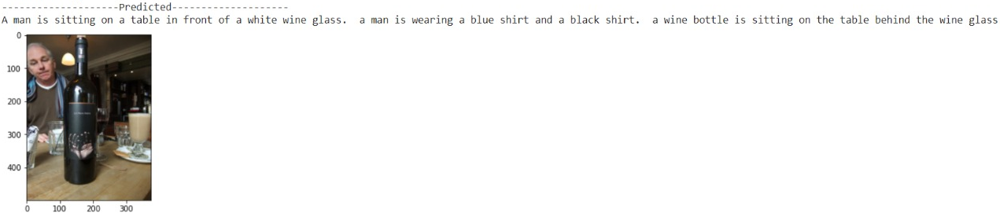 --------------------Predicted--------------------
A man is sitting on a table in front of a white wine glass.  a man is wearing a blue shirt and a black shirt.  a wine bottle is sitting on the table behind the wine glass
0
100
200
300
400
0 100 200 300